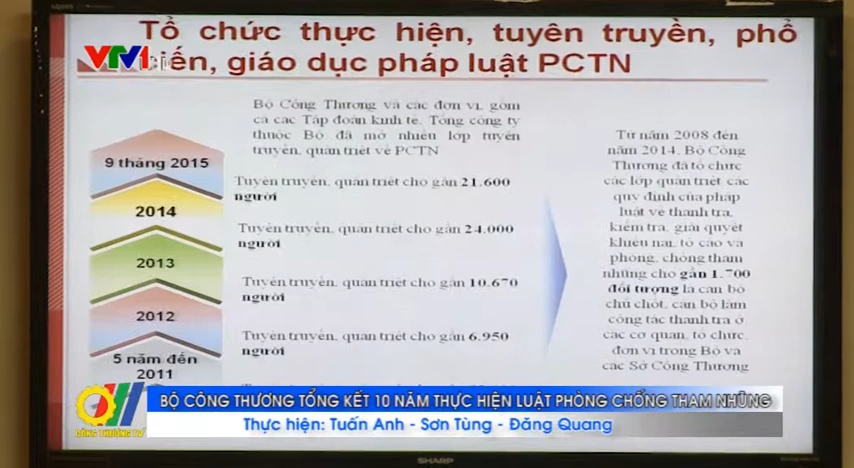 Tổ chức thực hiện, tuyên truyền, phổ
biến, giáo dục pháp luật PCTN
VTV1
Bộ Công Thương và các đơn vị, gồm
cả các Tập đoàn kinh tế, Tổng công ty
thuộc Bộ đã mở nhiều lớp tuyên
truyền, quán triệt về PCTN
9 tháng 2015
Tuyên truyền, quán triệt cho gần 21.600
người
2014
Tuyên truyền, quán triệt cho gần 24.000
người
2013
Tuyên truyền, quán triệt cho gần 10.670
người
2012
Tuyên truyền, quán triệt cho gần 6.950
người
5 năm đến
2011
Từ năm 2008 đến
năm 2014, Bộ Công
Thương đã tổ chức
các lớp quán triệt các
quy định của pháp
luật về thanh tra,
kiểm tra, giải quyết
khiếu nại, tố cáo và
phòng, chống tham
nhũng cho gần 1.700
đối tượng là cán bộ
chủ chốt, cán bộ làm
công tác thanh tra ở
các cơ quan, tổ chức,
đơn vị trong Bộ và
các Sở Công Thương
BỘ CÔNG THƯƠNG TỔNG KẾT 10 NĂM THỰC HIỆN LUẬT PHÒNG CHỐNG THAM NHŨNG
Thực hiện: Tuấn Anh - Sơn Tùng - Đăng Quang
CÔNG THƯƠNG TV
SHARP